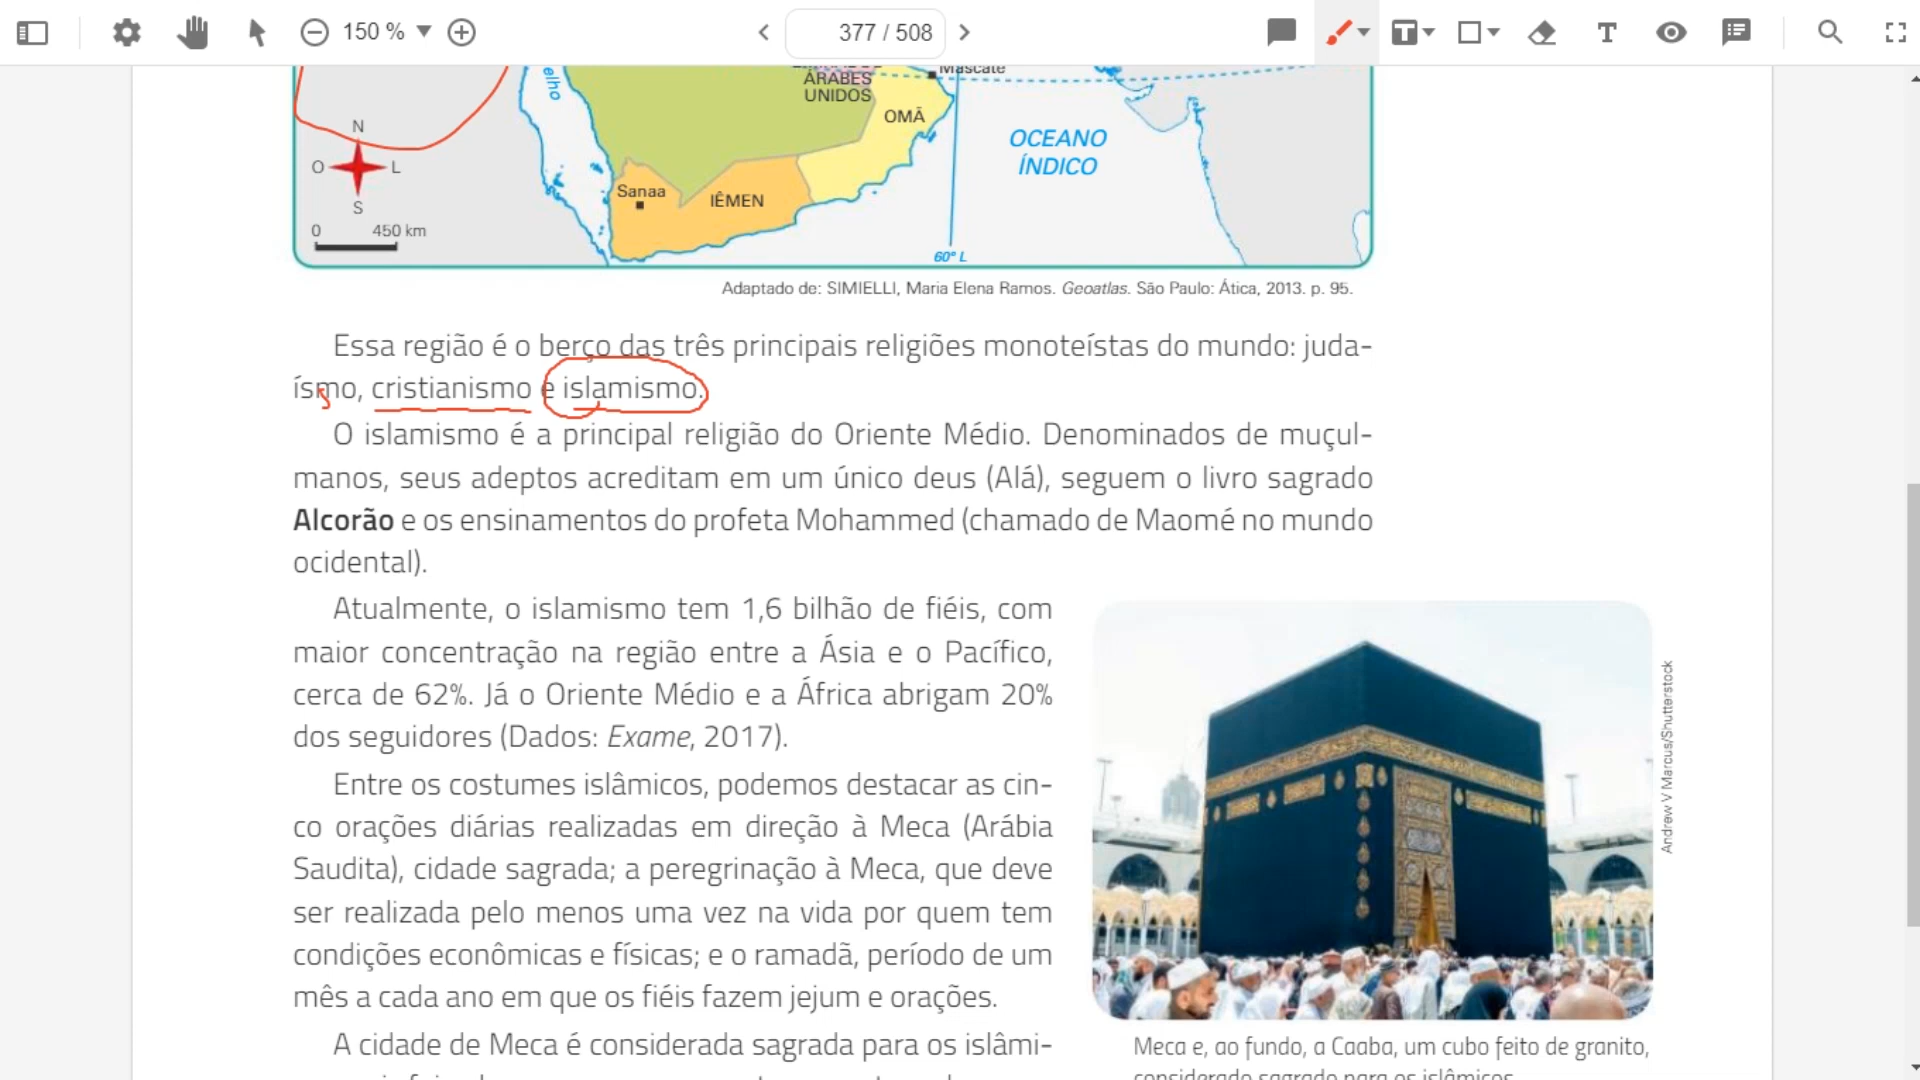 150 %
377 / 508
elho
ÁRABES
UNIDOS
Mascate
OMÃ
OCEANO
ÍNDICO
N
O
L
S
Sanaa
IÊMEN
0 450 km
60° L
Adaptado de: SIMIELLI, Maria Elena Ramos. Geoatlas. São Paulo: Ática, 2013. p. 95.
Essa região é o berço das três principais religiões monoteístas do mundo: juda-
ísmo, cristianismo e islamismo.
O islamismo é a principal religião do Oriente Médio. Denominados de muçul-
manos, seus adeptos acreditam em um único deus (Alá), seguem o livro sagrado
Alcorão e os ensinamentos do profeta Mohammed (chamado de Maomé no mundo
ocidental).
Atualmente, o islamismo tem 1,6 bilhão de fiéis, com
maior concentração na região entre a Ásia e o Pacífico,
cerca de 62%. Já o Oriente Médio e a África abrigam 20%
dos seguidores (Dados: Exame, 2017).
Entre os costumes islâmicos, podemos destacar as cin-
co orações diárias realizadas em direção à Meca (Arábia
Saudita), cidade sagrada; a peregrinação à Meca, que deve
ser realizada pelo menos uma vez na vida por quem tem
condições econômicas e físicas; e o ramadã, período de um
mês a cada ano em que os fiéis fazem jejum e orações.
A cidade de Meca é considerada sagrada para os islâmi-
Andrew V Marcus/Shutterstock
Meca e, ao fundo, a Caaba, um cubo feito de granito,
considerado sagrado para os islâmicos